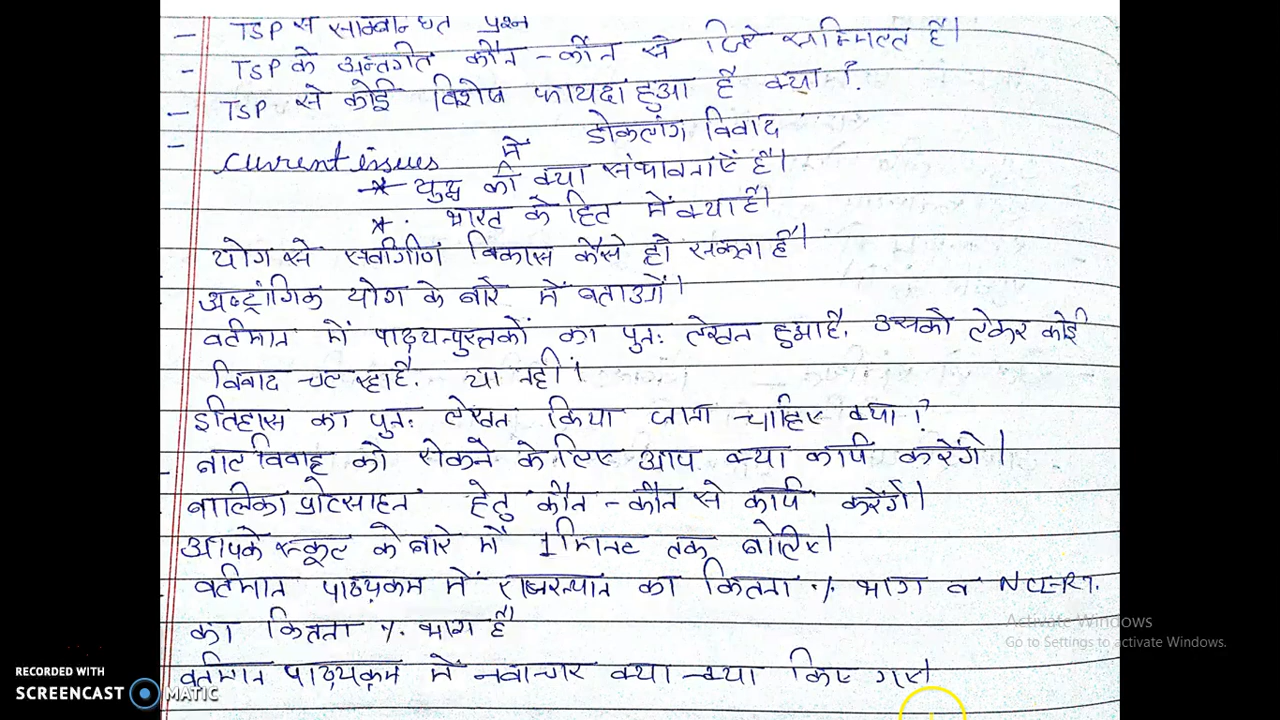 - TSP से सम्बान्धत प्रश्न
- TSP के अन्तर्गत कौन-कौन से जिले सम्मिलत है।
- TSP से कोई विशेष फायदा हुआ है क्या?
- current issues में डोकलांग विवाद
* युद्ध की क्या संभावनाएँ है।
* भारत के हित में क्या है।
योग से सर्वागीण विकास कैसे हो सकता है।
अष्ट्रांगिक योग के बारे में बताओं।
वर्तमान में पाठ्यपुस्तकों का पुनः लेखन हुआ है. उसको लेकर कोई
विवाद चल रहा है. या नहीं।
इतिहास का पुनः लेखन किया जाना चाहिए क्या?
बाल विवाह को रोकने के लिए आप क्या कार्य करेंगे।
बालिका प्रोत्साहन हेतु कौन-कौन से कार्य करेंगे।
आपके स्कूल के बारे में 1 मिनट तक बोलिए।
वर्तमान पाठ्यक्रम में राजस्थान का कितना % भाग व NCERT.
का कितना % भाग है
वर्तमान पाठ्यक्रम में नवाचार क्या-क्या किए गए।
Activate Windows
Go to Settings to activate Windows.
RECORDED WITH
SCREENCAST MATIC